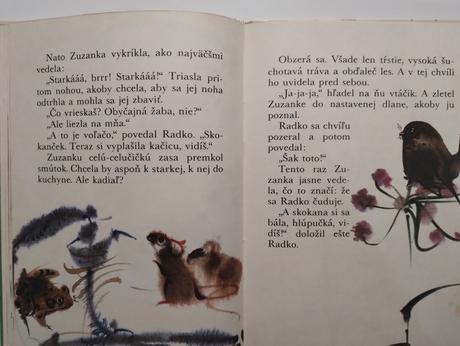 Nato Zuzanka vykríkla, ako najväčšmi
vedela:
„Starkááá, brrr! Starkááá!“ Triasla pri-
tom nohou, akoby chcela, aby sa jej noha
odtrhla a mohla sa jej zbaviť.
„Čo vrieskaš? Obyčajná žaba, nie?“
„Ale liezla na mňa.“
„A to je voľačo,“ povedal Radko. „Sko-
kanček. Teraz si vyplašila kačicu, vidíš.“
Zuzanku celú-celučičkú zasa premkol
smútok. Chcela by aspoň k starkej, k nej do
kuchyne. Ale kadiaľ?
Obzerá sa. Všade len tŕstie, vysoká šu-
chotavá tráva a obďaleč les. A v tej chvíli
ho uvidela pred sebou.
„Ja-ja-ja,“ hľadel na ňu vtáčik. A zletel
Zuzanke do nastavenej dlane, akoby ju
poznal.
Radko sa chvíľu
pozeral a potom
povedal:
„Šak toto!“
Tento raz Zu-
zanka jasne vede-
la, čo to značí: že
sa Radko čuduje.
„A skokana si sa
bála, hlúpučká, vi-
díš!“ doložil ešte
Radko.